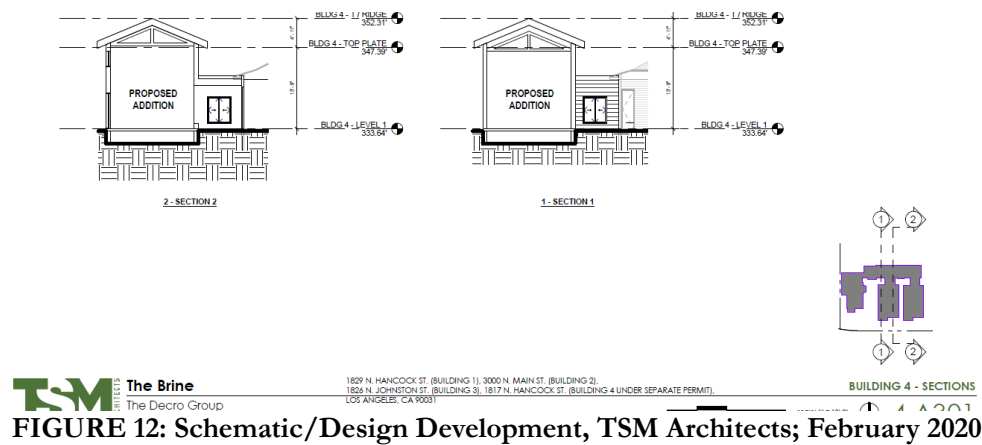 BLDG 4 - T / RIDGE
352.31'
BLDG 4 - TOP PLATE
347.39'
BLDG 4 - LEVEL 1
333.64'
PROPOSED
ADDITION
2 - SECTION 2
BLDG 4 - T / RIDGE
352.31'
BLDG 4 - TOP PLATE
347.39'
BLDG 4 - LEVEL 1
333.64'
PROPOSED
ADDITION
1 - SECTION 1
1
2
1
2
TSM
The Brine
The Decro Group
1829 N. HANCOCK ST. (BUILDING 1), 3000 N. MAIN ST. (BUILDING 2),
1826 N. JOHNSTON ST. (BUILDING 3), 1817 N. HANCOCK ST. (BUILDING 4 UNDER SEPARATE PERMIT),
LOS ANGELES, CA 90031
BUILDING 4 - SECTIONS
4-A301
FIGURE 12: Schematic/Design Development, TSM Architects; February 2020